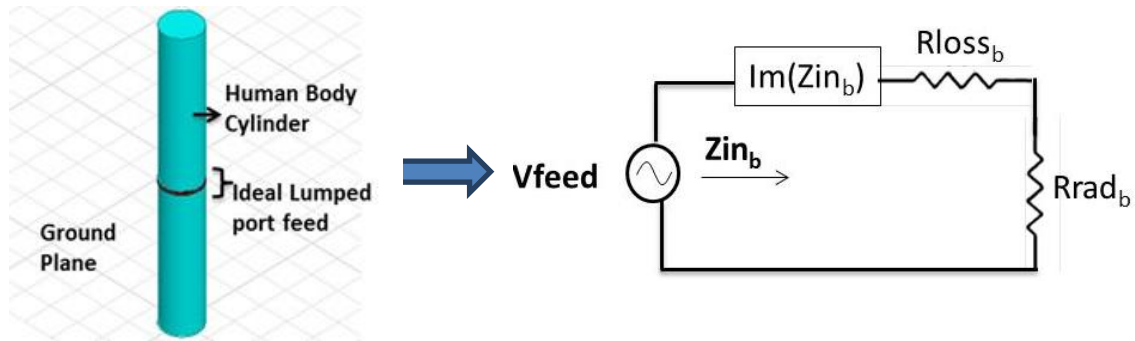 Human Body
Cylinder
Ideal Lumped
port feed
Ground
Plane
Vfeed
Zin_b
Im(Zin_b)
Rloss_b
Rrad_b